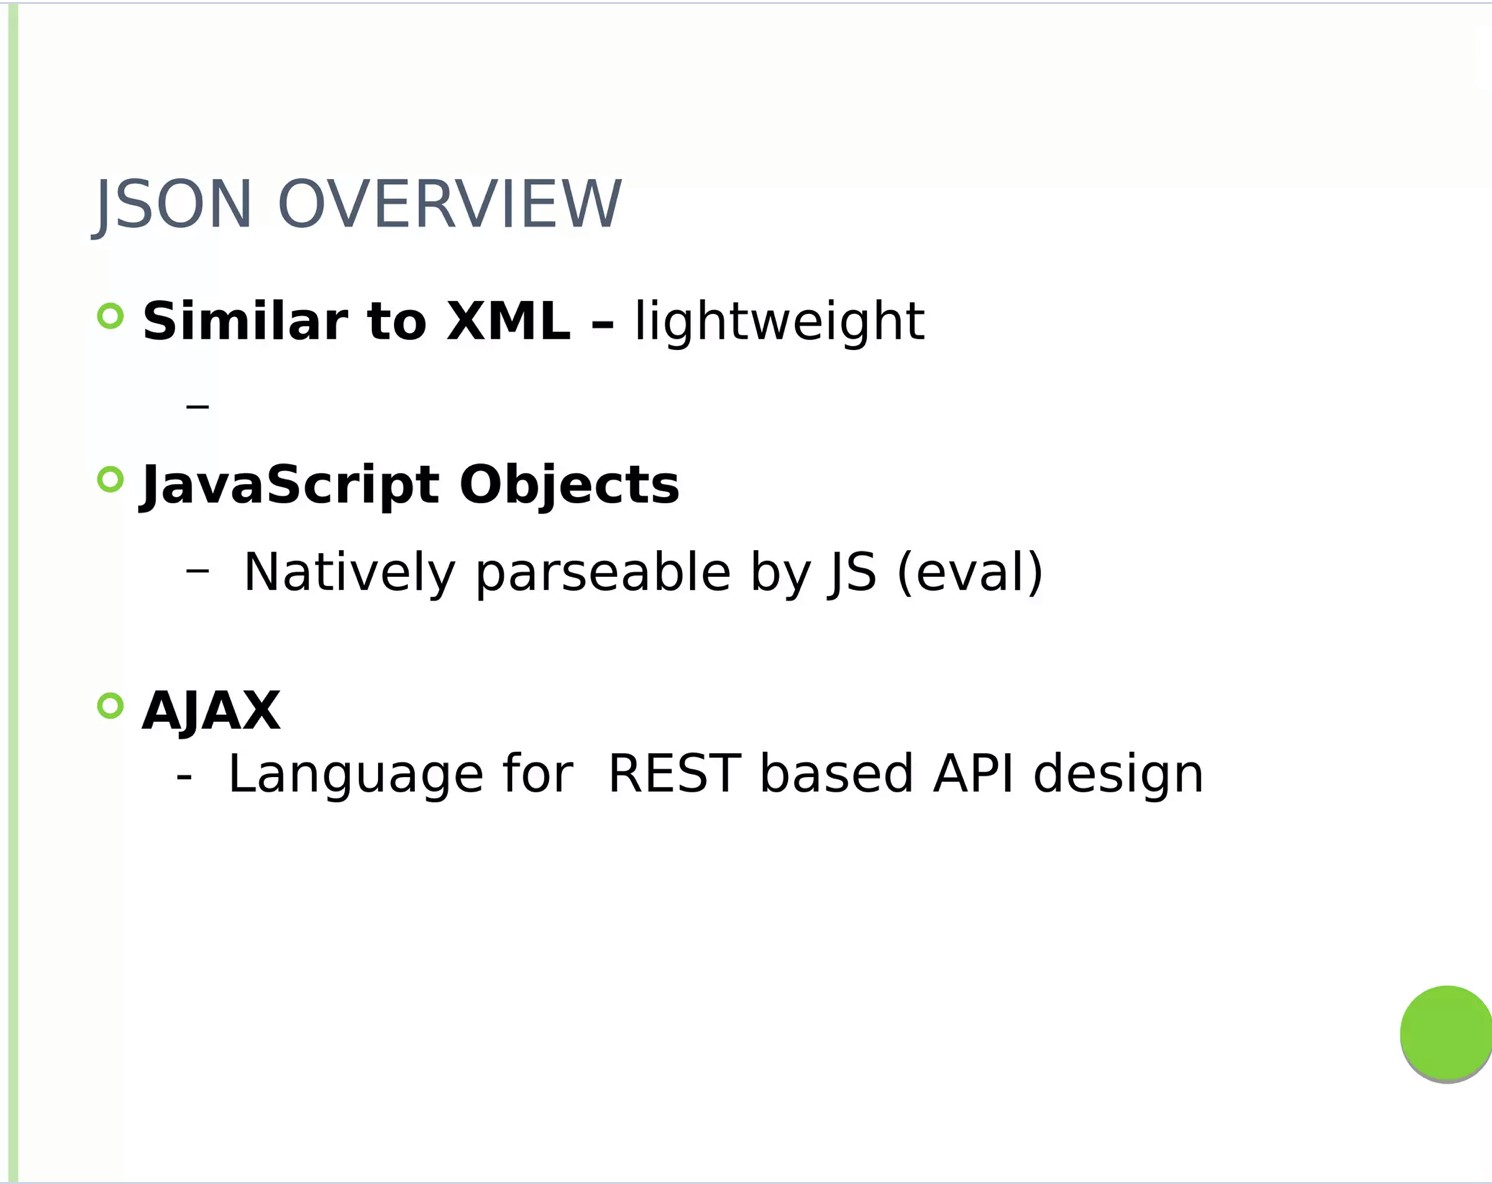 JSON OVERVIEW
Similar to XML – lightweight
–
JavaScript Objects
– Natively parseable by JS (eval)
AJAX
- Language for  REST based API design